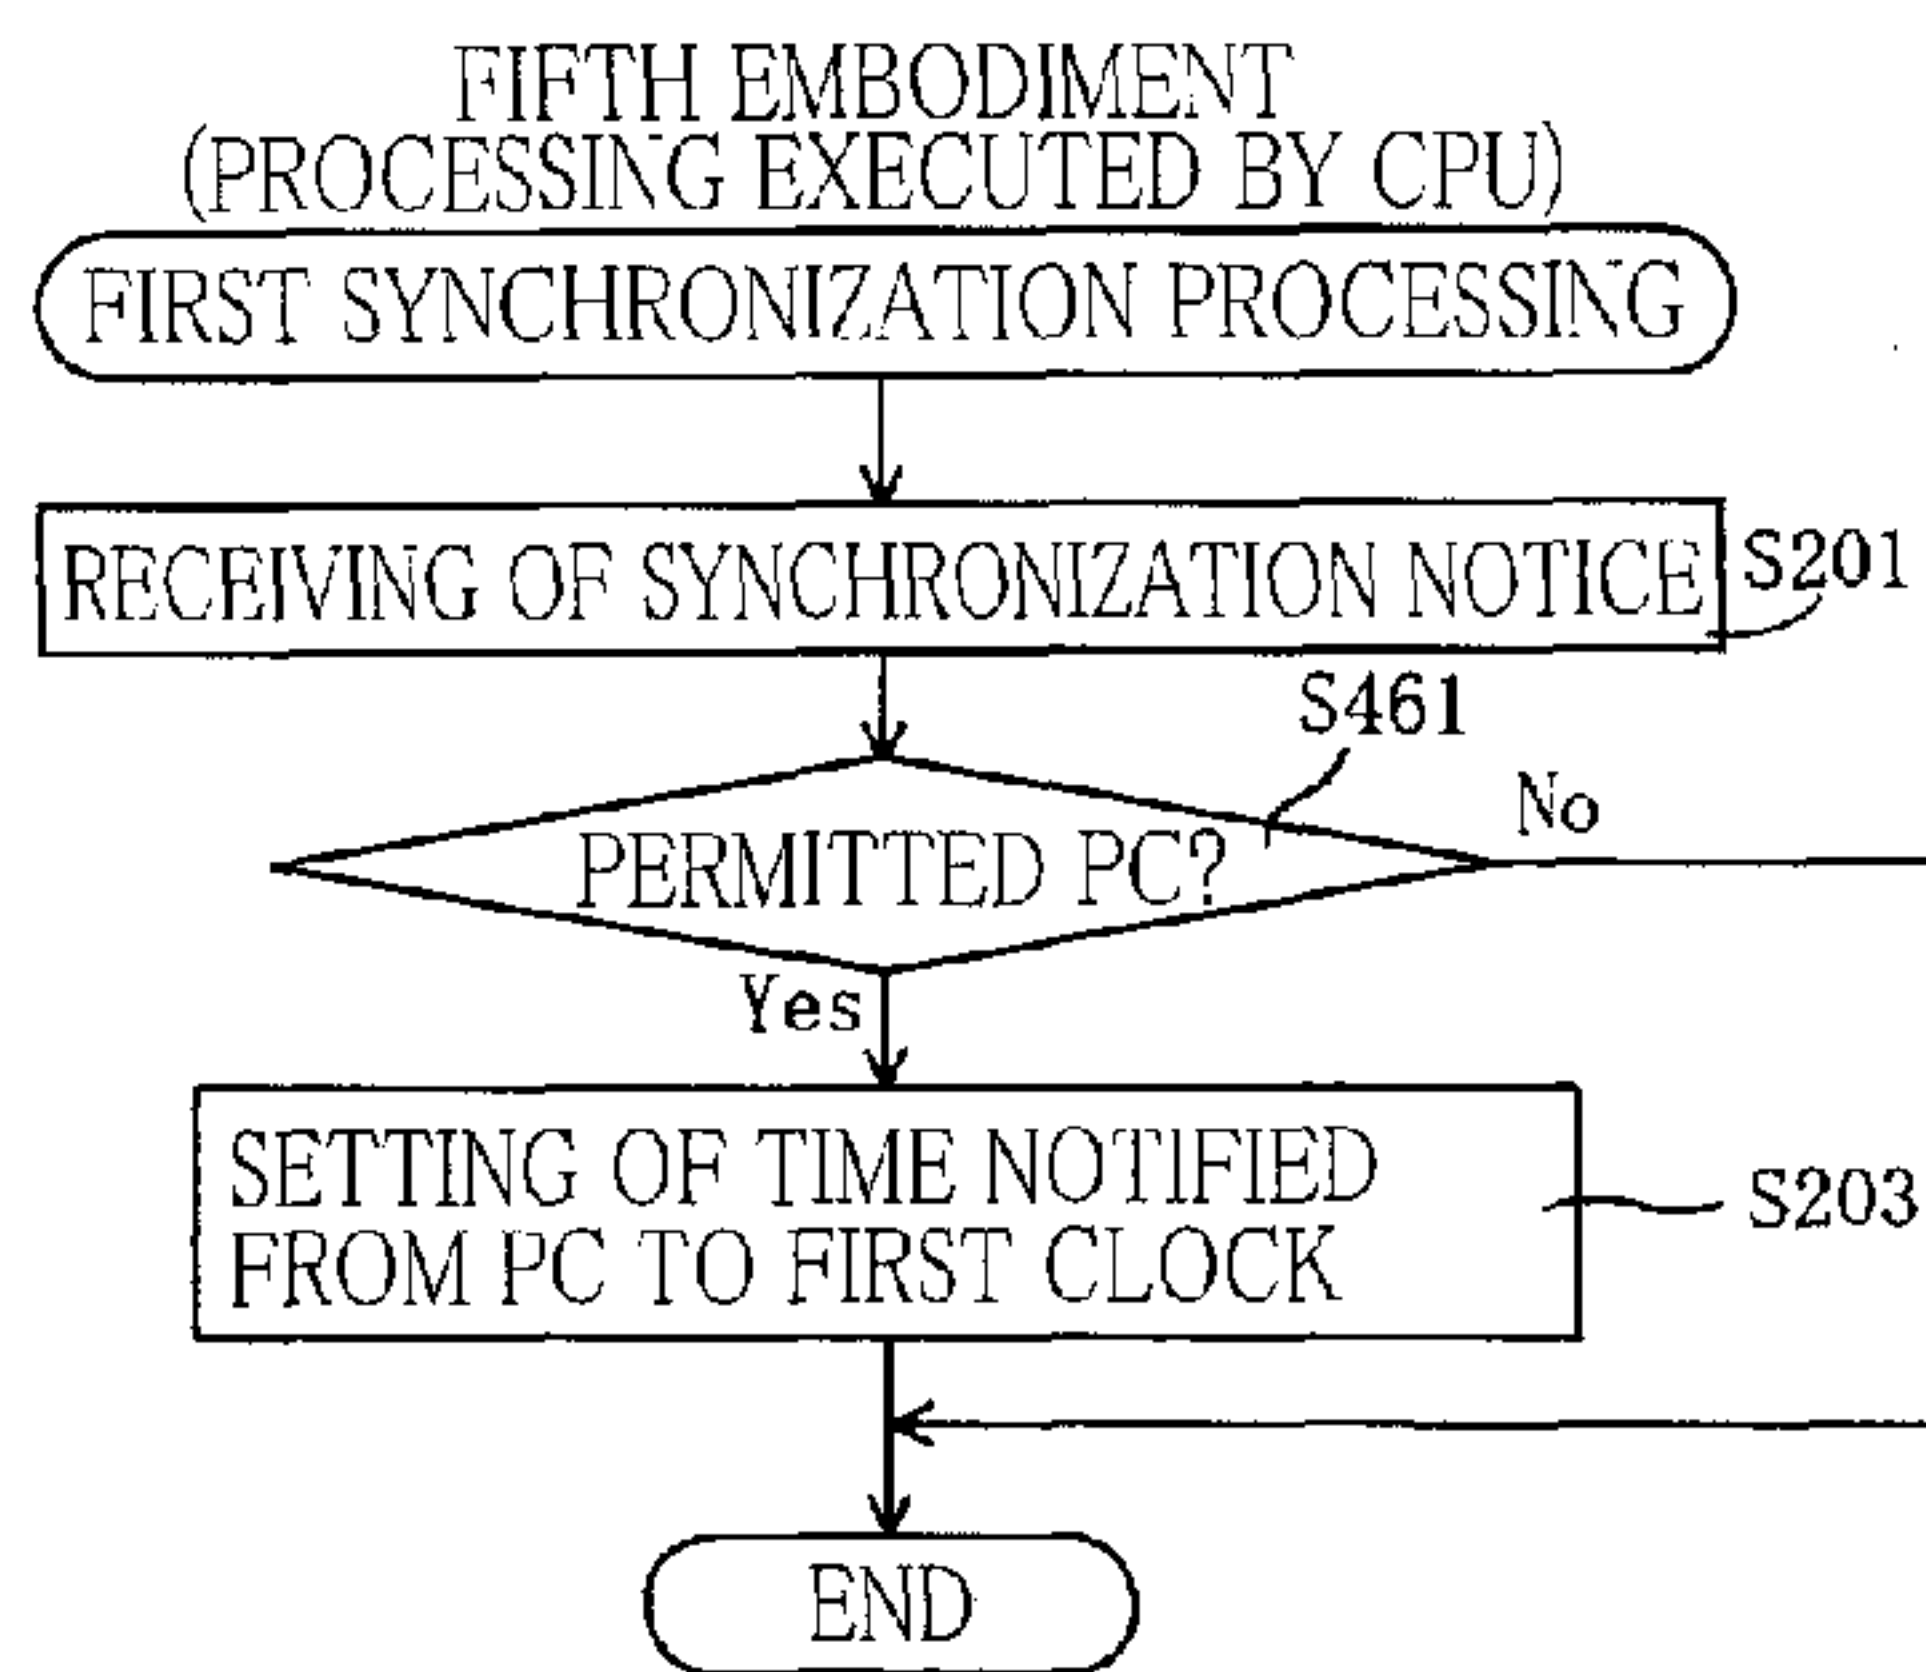 FIFTH EMBODIMENT
(PROCESSING EXECUTED BY CPU)
FIRST SYNCHRONIZATION PROCESSING
RECEIVING OF SYNCHRONIZATION NOTICE
S201
S461
No
PERMITTED PC?
Yes
SETTING OF TIME NOTIFIED
FROM PC TO FIRST CLOCK
S203
END